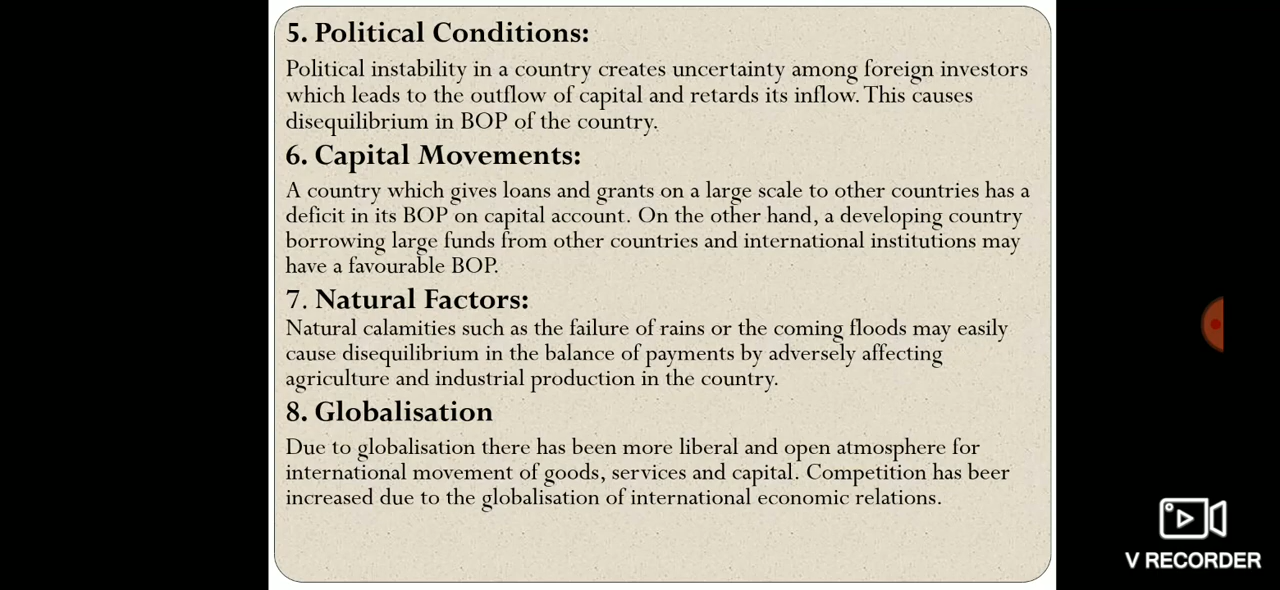 5. Political Conditions:
Political instability in a country creates uncertainty among foreign investors
which leads to the outflow of capital and retards its inflow. This causes
disequilibrium in BOP of the country.
6. Capital Movements:
A country which gives loans and grants on a large scale to other countries has a
deficit in its BOP on capital account. On the other hand, a developing country
borrowing large funds from other countries and international institutions may
have a favourable BOP.
7. Natural Factors:
Natural calamities such as the failure of rains or the coming floods may easily
cause disequilibrium in the balance of payments by adversely affecting
agriculture and industrial production in the country.
8. Globalisation
Due to globalisation there has been more liberal and open atmosphere for
international movement of goods, services and capital. Competition has beer
increased due to the globalisation of international economic relations.
V RECORDER